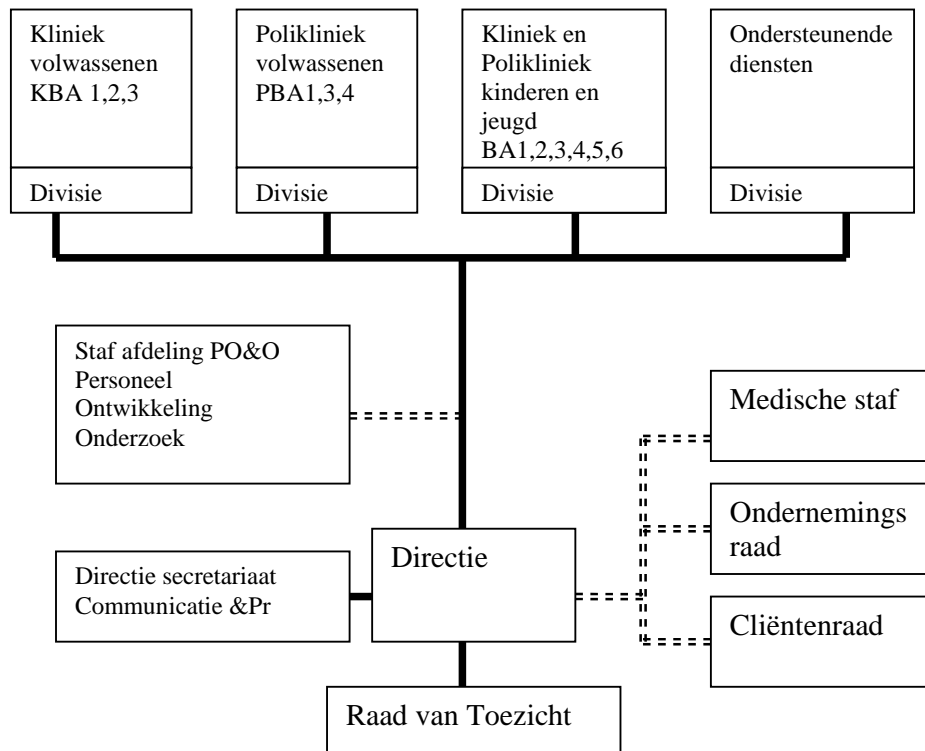 Kliniek
volwassenen
KBA 1,2,3
Divisie
Polikliniek
volwassenen
PBA1,3,4
Divisie
Kliniek en
Polikliniek
kinderen en
jeugd
BA1,2,3,4,5,6
Divisie
Ondersteunende
diensten
Divisie
Staf afdeling PO&O
Personeel
Ontwikkeling
Onderzoek
Medische staf
Ondernemings
raad
Directie
Directie secretariaat
Communicatie &Pr
Cliëntenraad
Raad van Toezicht